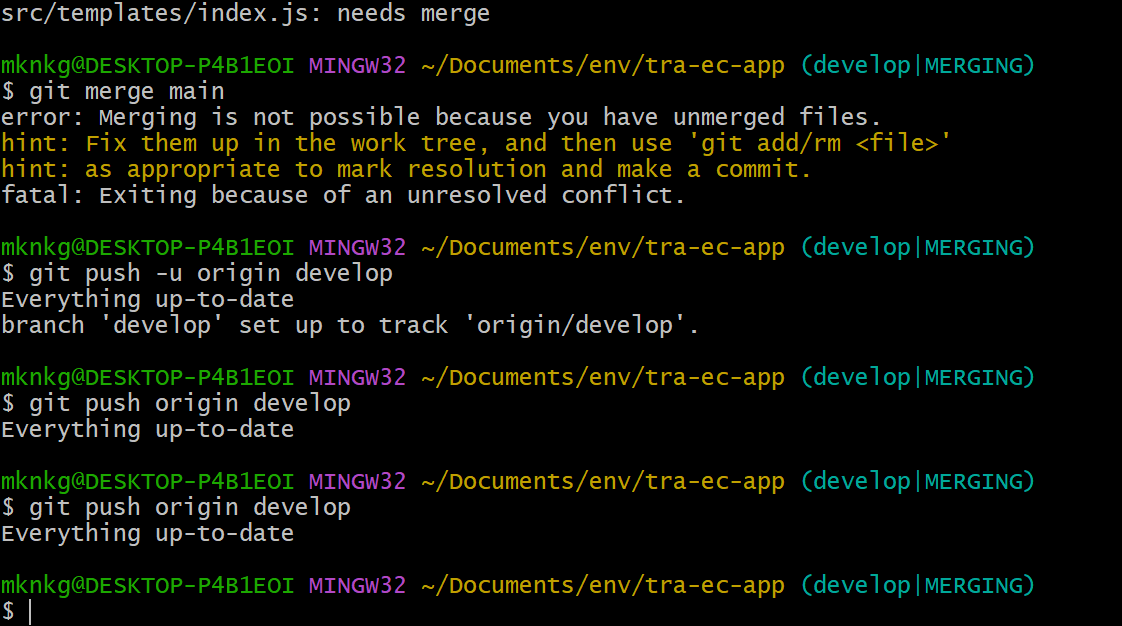 src/templates/index.js: needs merge
mknkg@DESKTOP-P4B1EOI MINGW32 ~/Documents/env/tra-ec-app (develop|MERGING)
$ git merge main
error: Merging is not possible because you have unmerged files.
hint: Fix them up in the work tree, and then use 'git add/rm <file>'
hint: as appropriate to mark resolution and make a commit.
fatal: Exiting because of an unresolved conflict.
mknkg@DESKTOP-P4B1EOI MINGW32 ~/Documents/env/tra-ec-app (develop|MERGING)
$ git push -u origin develop
Everything up-to-date
branch 'develop' set up to track 'origin/develop'.
mknkg@DESKTOP-P4B1EOI MINGW32 ~/Documents/env/tra-ec-app (develop|MERGING)
$ git push origin develop
Everything up-to-date
mknkg@DESKTOP-P4B1EOI MINGW32 ~/Documents/env/tra-ec-app (develop|MERGING)
$ git push origin develop
Everything up-to-date
mknkg@DESKTOP-P4B1EOI MINGW32 ~/Documents/env/tra-ec-app (develop|MERGING)
$